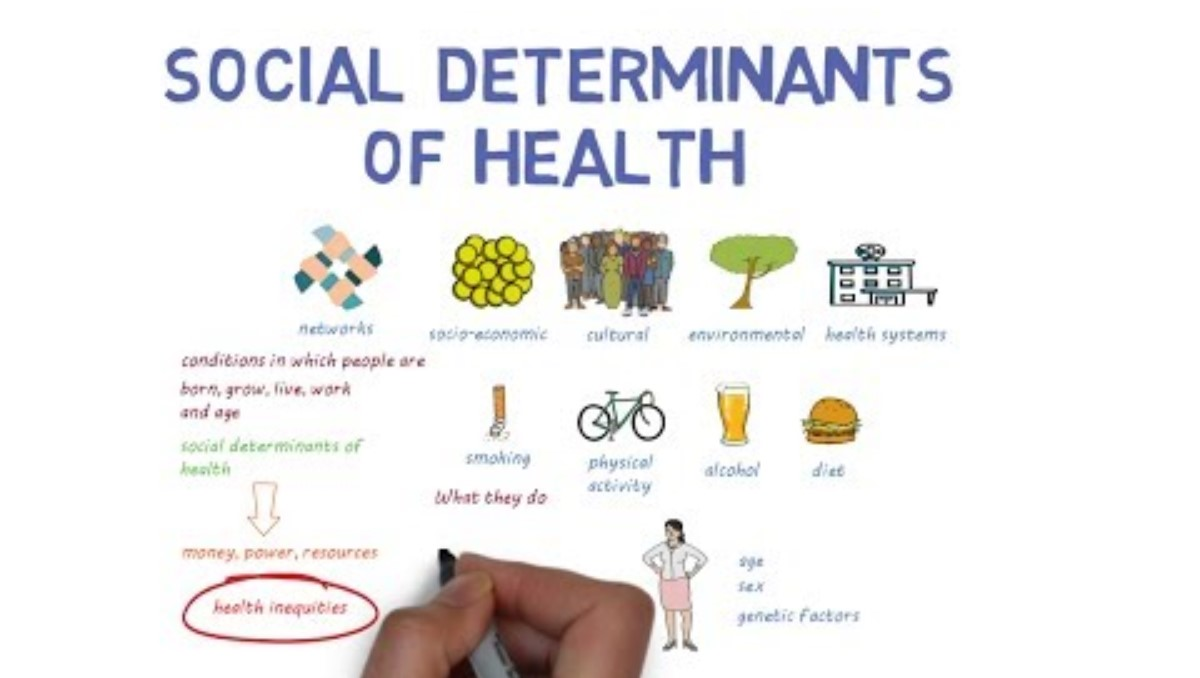 SOCIAL DETERMINANTS
OF HEALTH
networks
socio-economic
cultural
environmental
health systems
conditions in which people are
born, grow, live, work
and age
social determinants of
health
smoking
physical
activity
alcohol
diet
What they do
money, power, resources
health inequities
age
sex
genetic factors